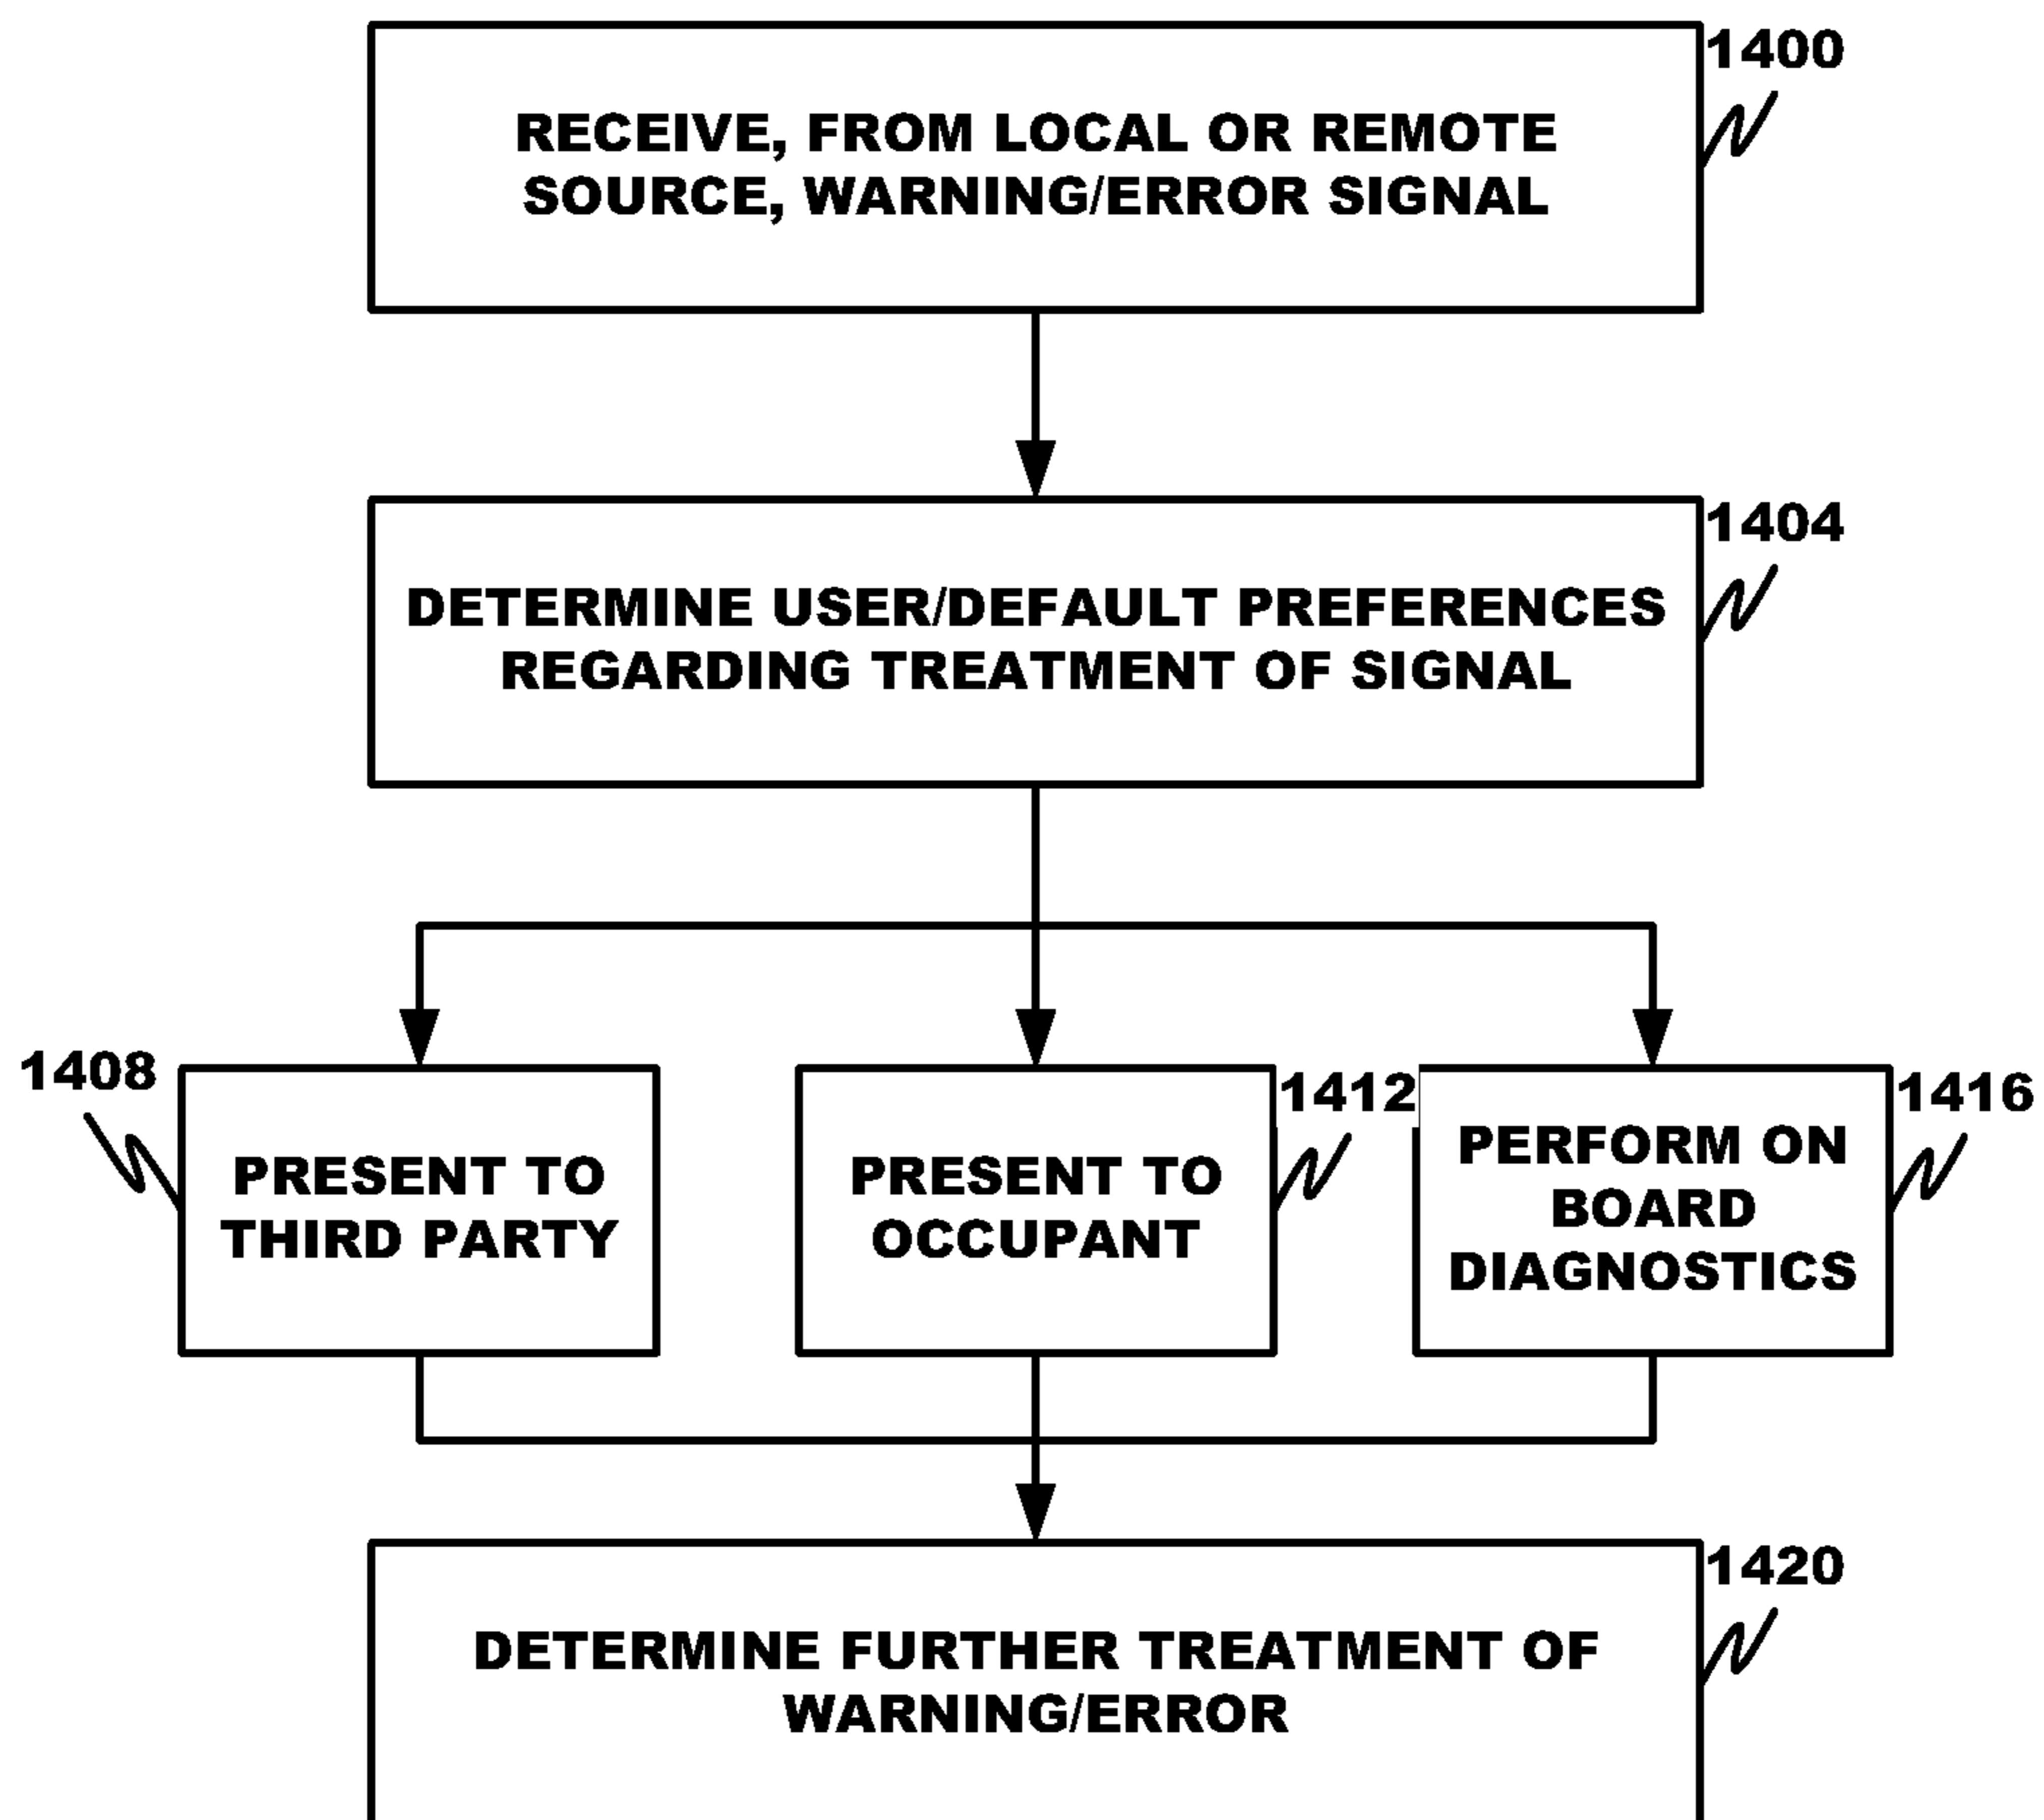 1400
RECEIVE, FROM LOCAL OR REMOTE
SOURCE, WARNING/ERROR SIGNAL
1404
DETERMINE USER/DEFAULT PREFERENCES
REGARDING TREATMENT OF SIGNAL
1408
PRESENT TO
THIRD PARTY
1412
PRESENT TO
OCCUPANT
1416
PERFORM ON
BOARD
DIAGNOSTICS
1420
DETERMINE FURTHER TREATMENT OF
WARNING/ERROR